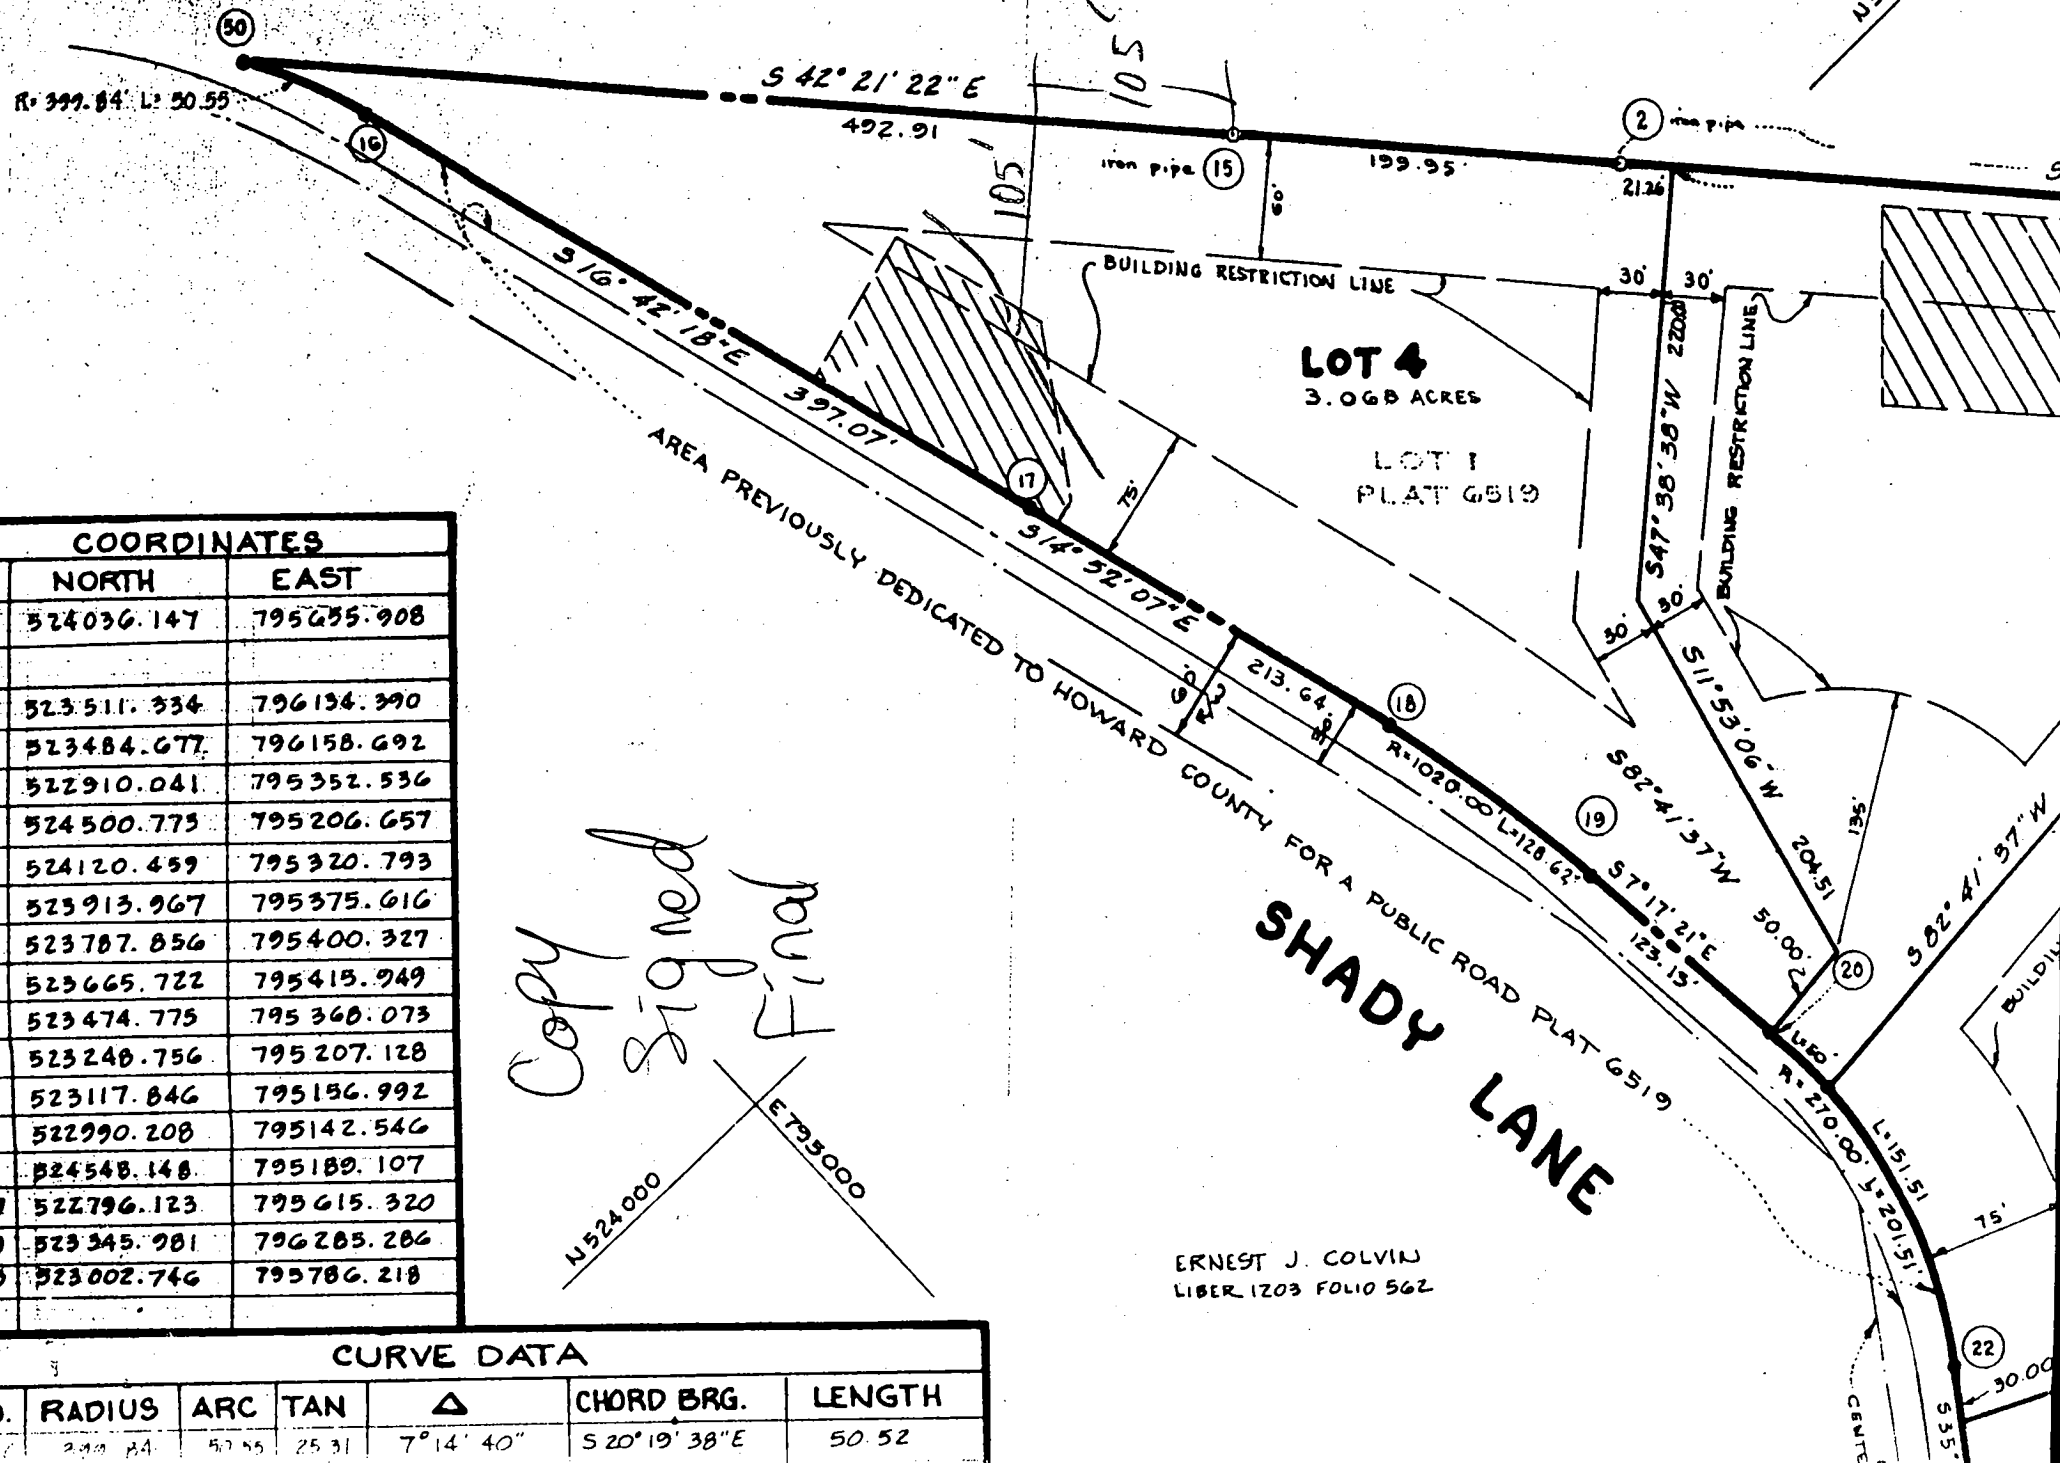 50
R= 399.84' L= 50.55'
16
S 42° 21' 22" E
492.91
105
105'
iron pipe 15
199.95'
2 iron pipe
21.26
60'
BUILDING RESTRICTION LINE
30' 30'
S 16° 42' 18" E
397.07'
LOT 4
3.068 ACRES
LOT 1
PLAT 6519
S47° 38' 38" W
BUILDING RESTRICTION LINE
17
75'
S 14° 52' 07" E
213.64'
60'
R/W
30'
30'
30'
S11° 53' 06" W
204.51
135'
18
R=1020.00' L=128.62'
19
S 7° 17' 21" E
123.13'
S82° 41' 37" W
50.00'
20
S 82° 41' 37" W
L=50'
R= 270.00' L=201.51'
L=151.51
75'
22
30.00
S35°
AREA PREVIOUSLY DEDICATED TO HOWARD COUNTY FOR A PUBLIC ROAD PLAT 6519
SHADY LANE
ERNEST J. COLVIN
LIBER 1203 FOLIO 562
Copy
Signed
Final
N524000
E795000
COORDINATES
NORTH EAST
524036.147 795655.908
523511.334 796134.390
523484.677 796158.692
522910.041 795352.536
524500.775 795206.657
524120.459 795320.793
523913.967 795375.616
523787.856 795400.327
523665.722 795415.949
523474.775 795368.073
523248.756 795207.128
523117.846 795156.992
522990.208 795142.546
524548.148 795189.107
522796.123 795615.320
523345.981 796285.286
523002.746 795786.218
CURVE DATA
RADIUS ARC TAN Δ CHORD BRG. LENGTH
399.84 50.55 25.31 7° 14' 40" S 20° 19' 38" E 50.52